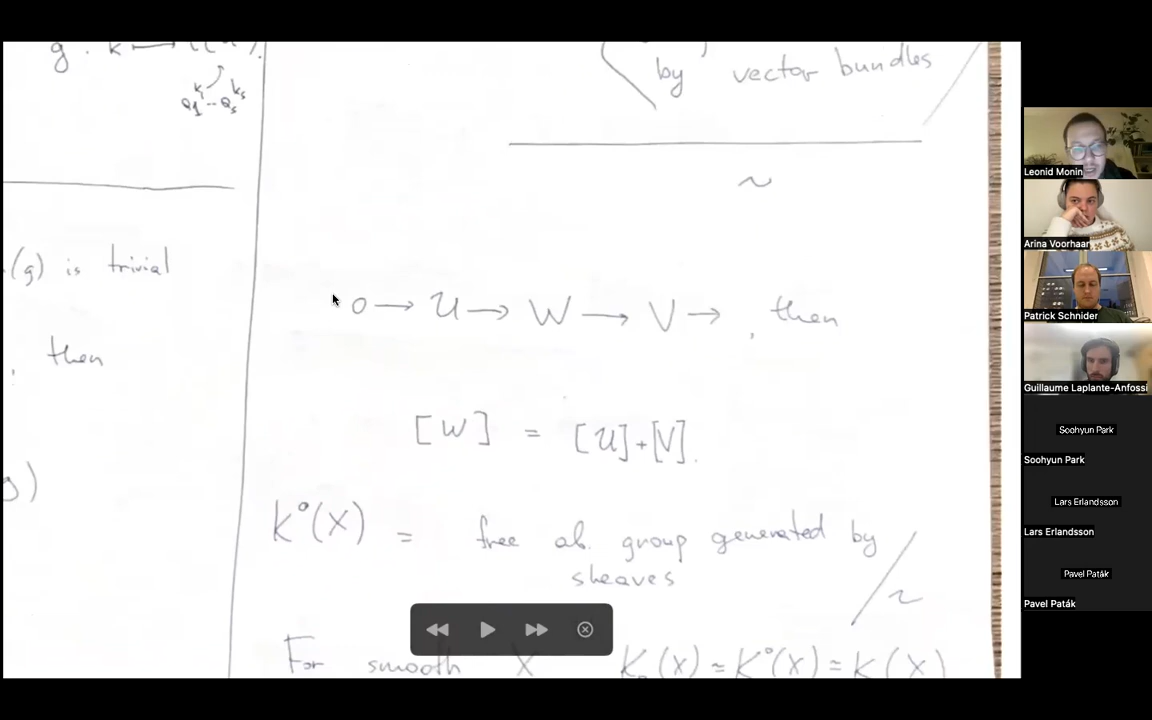 by vector bundles
~
(g) is trivial
then
0 → U → W → V → , then
[W] = [U]+[V].
K°(X) = free ab. group generated by
sheaves
/~
For smooth X K₀(X) ≃ K°(X) ≃ K(X)
Leonid Monin
Arina Voorhaar
Patrick Schnider
Guillaume Laplante-Anfossi
Soohyun Park
Soohyun Park
Lars Erlandsson
Lars Erlandsson
Pavel Paták
Pavel Paták